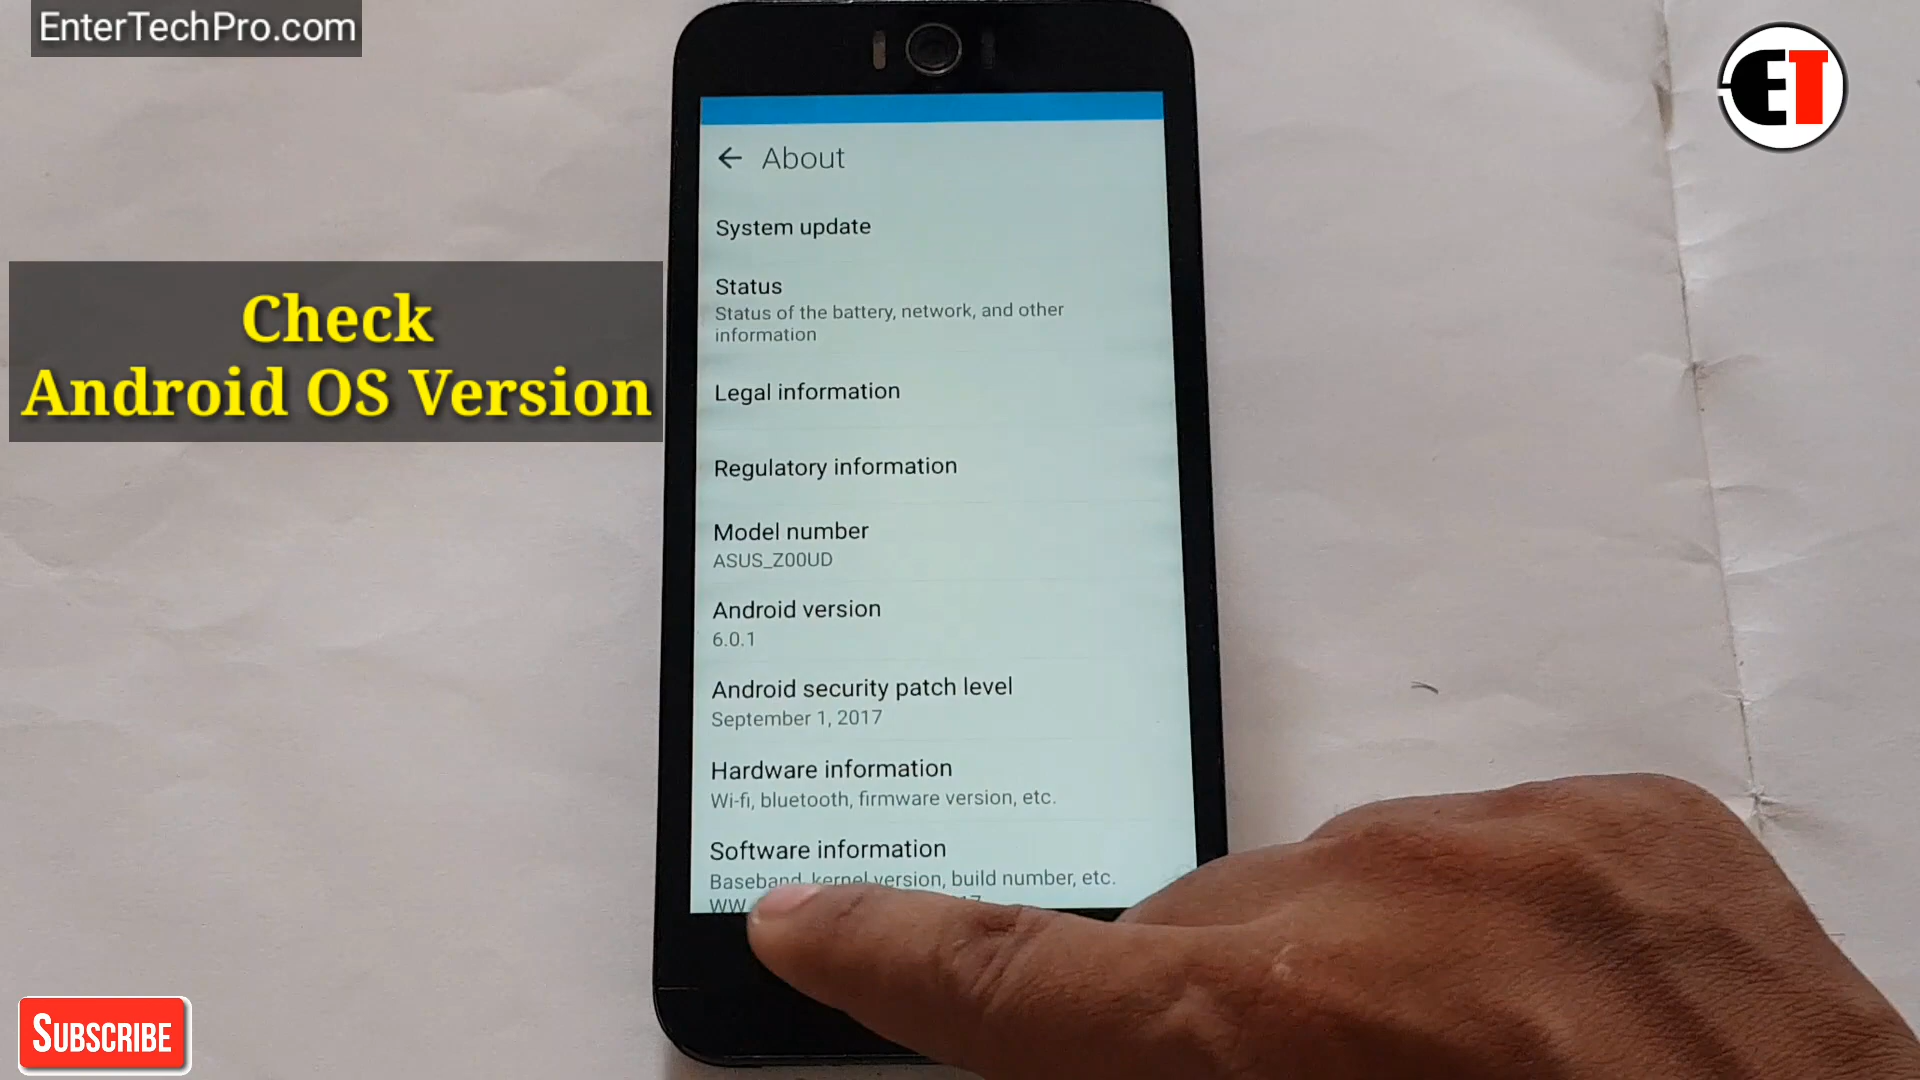 EnterTechPro.com
ET
Check
Android OS Version
About
System update
Status
Status of the battery, network, and other
information
Legal information
Regulatory information
Model number
ASUS_Z00UD
Android version
6.0.1
Android security patch level
September 1, 2017
Hardware information
Wi-fi, bluetooth, firmware version, etc.
Software information
Baseband, kernel version, build number, etc.
WW
SUBSCRIBE